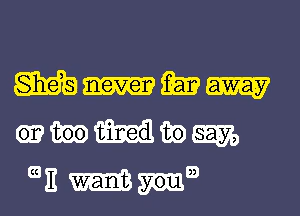 She's never far away
or too tired to say,
"I want you"